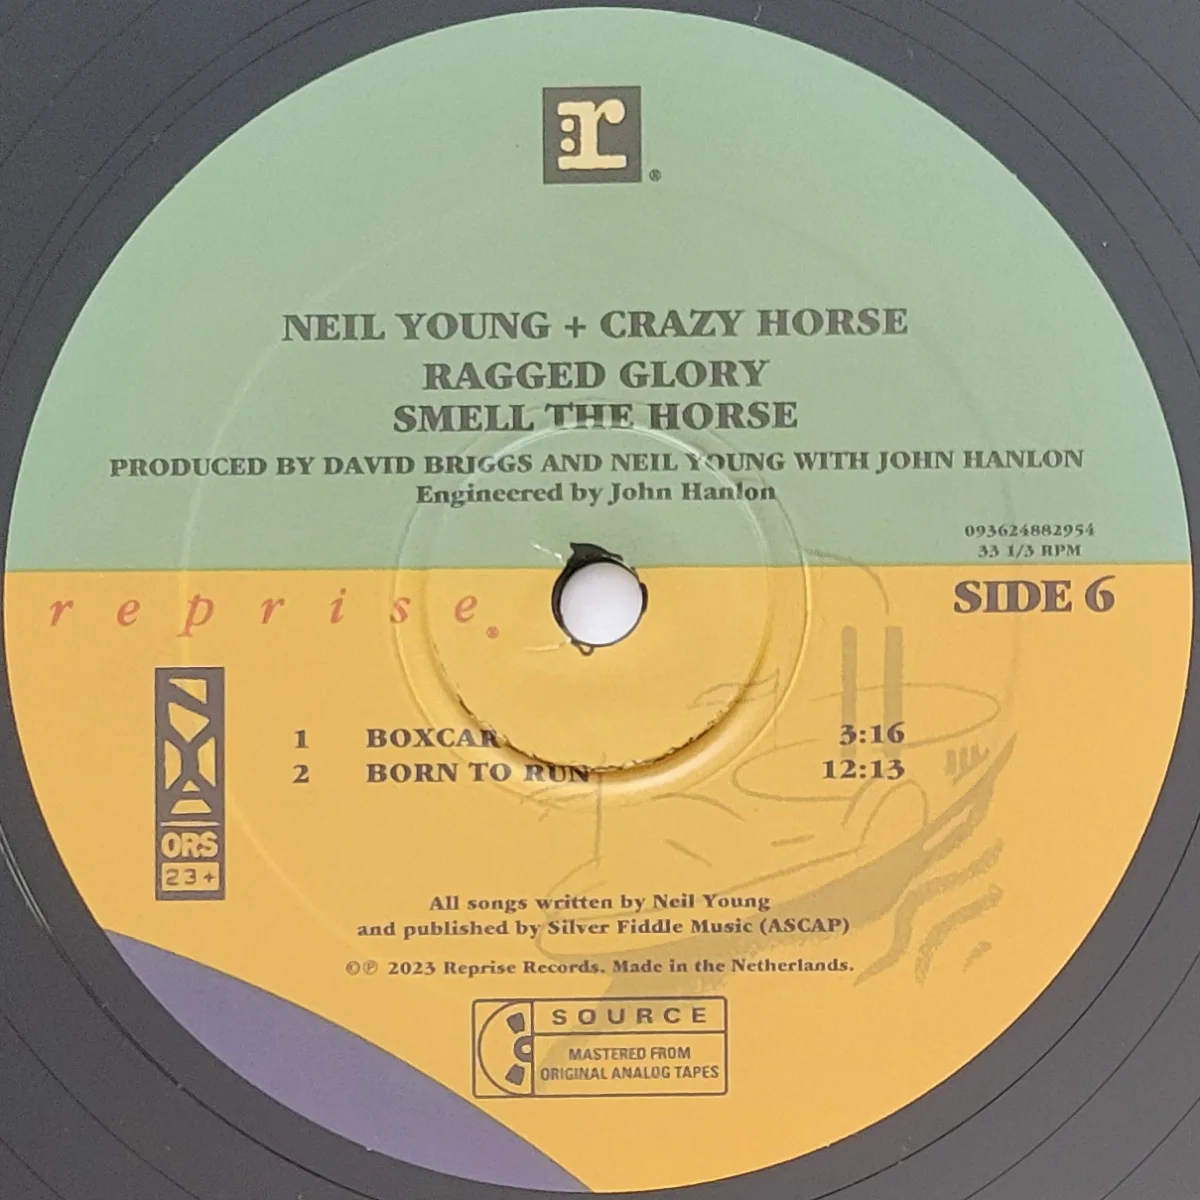 r
®
NEIL YOUNG + CRAZY HORSE
RAGGED GLORY
SMELL THE HORSE
PRODUCED BY DAVID BRIGGS AND NEIL YOUNG WITH JOHN HANLON
Engineered by John Hanlon
093624882954
33 1/3 RPM
SIDE 6
reprise®
1 BOXCAR 3:16
2 BORN TO RUN 12:13
ORS
23+
All songs written by Neil Young
and published by Silver Fiddle Music (ASCAP)
©℗ 2023 Reprise Records. Made in the Netherlands.
SOURCE
MASTERED FROM
ORIGINAL ANALOG TAPES